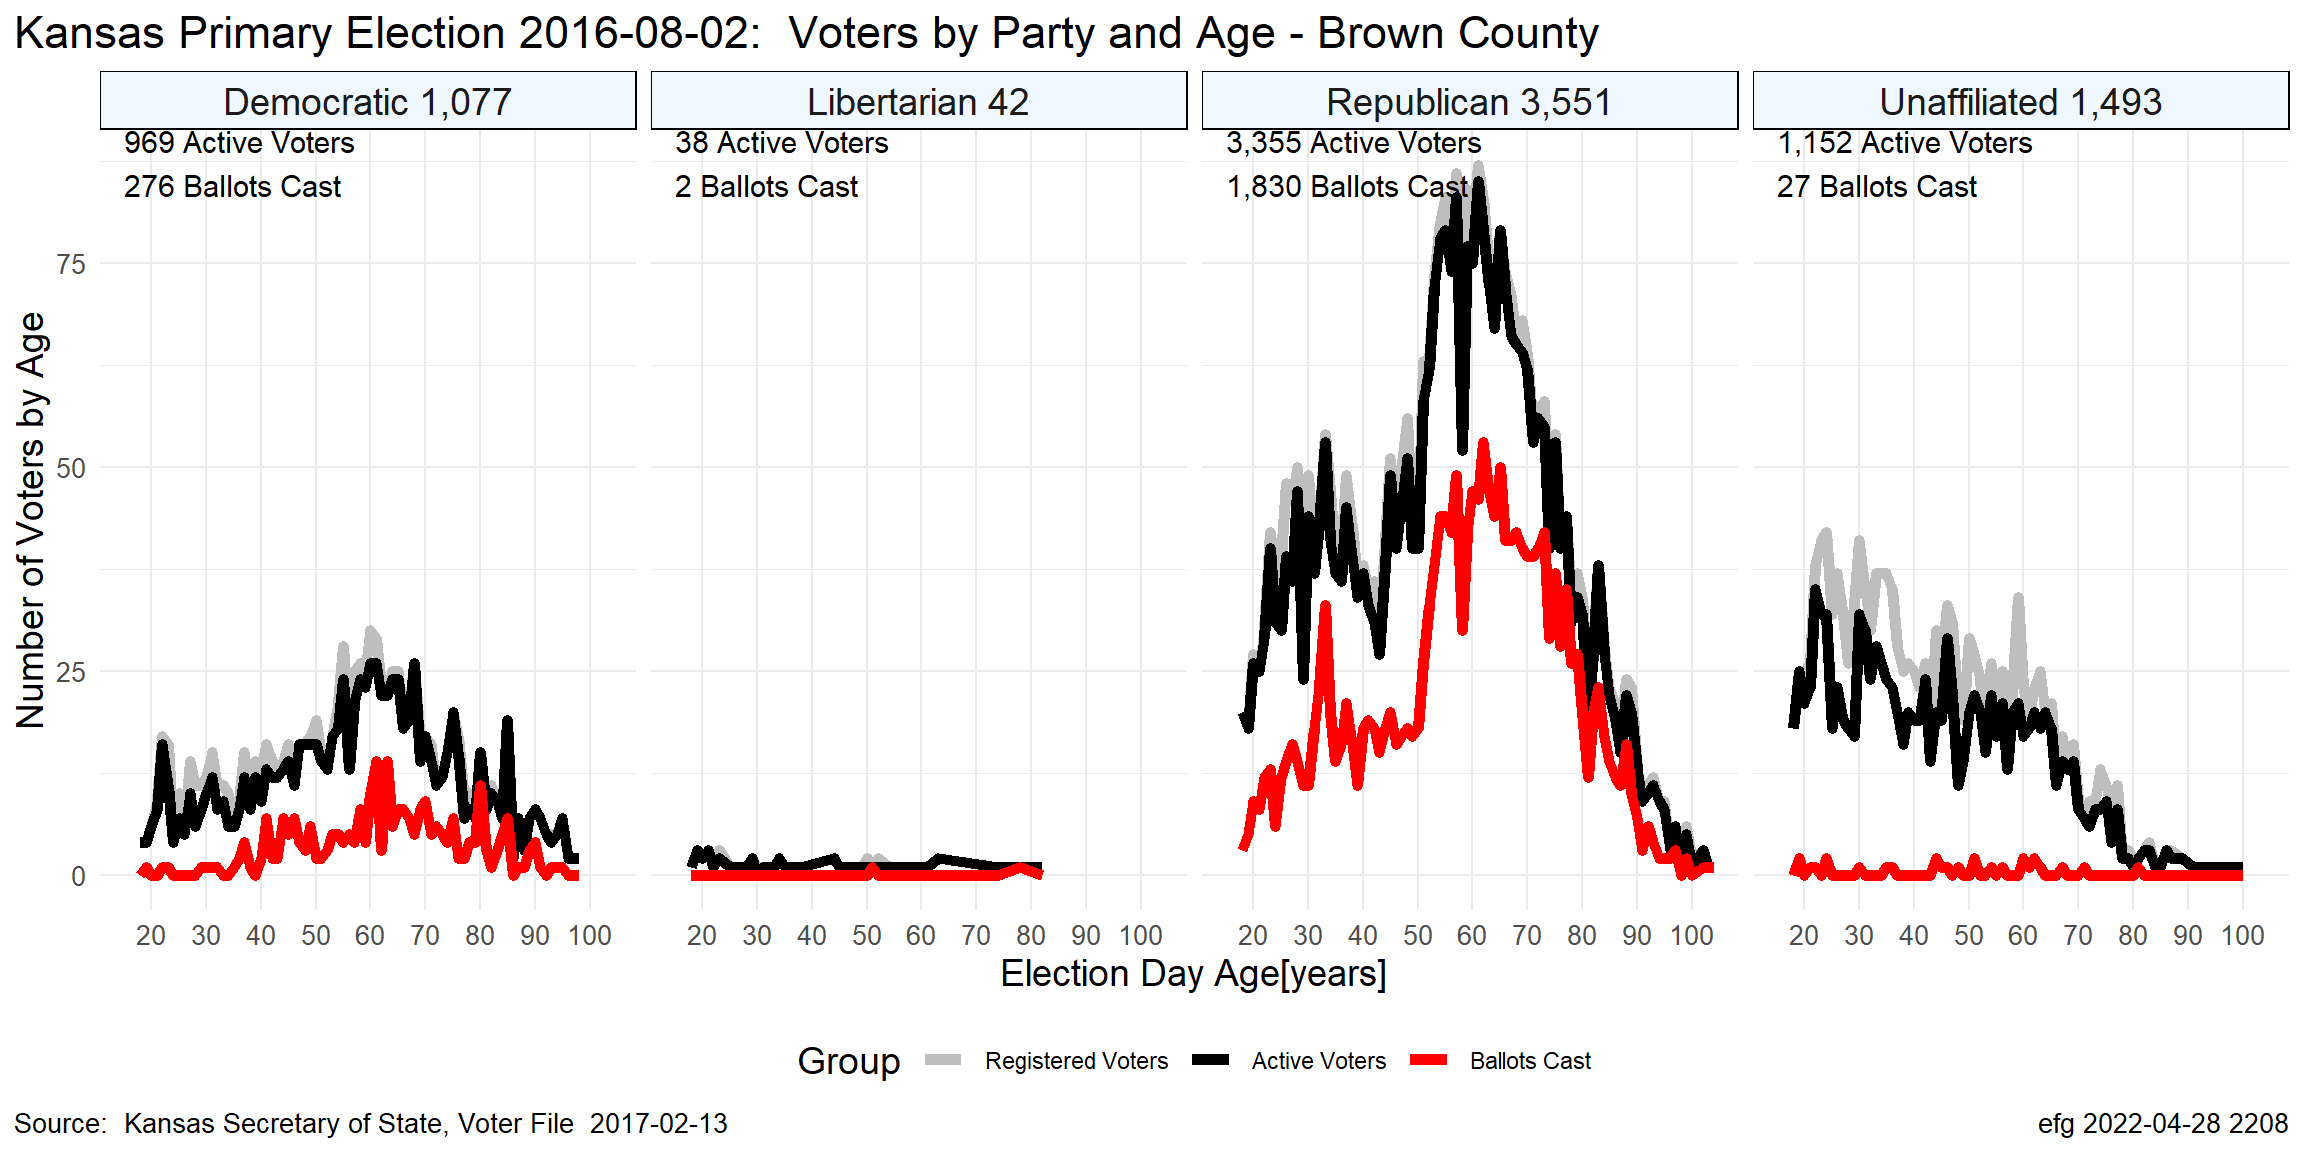 Kansas Primary Election 2016-08-02:  Voters by Party and Age - Brown County
Democratic 1,077
Libertarian 42
Republican 3,551
Unaffiliated 1,493
969 Active Voters
276 Ballots Cast
38 Active Voters
2 Ballots Cast
3,355 Active Voters
1,830 Ballots Cast
1,152 Active Voters
27 Ballots Cast
Number of Voters by Age
75
50
25
0
20 30 40 50 60 70 80 90 100
20 30 40 50 60 70 80 90 100
20 30 40 50 60 70 80 90 100
20 30 40 50 60 70 80 90 100
Election Day Age[years]
Group Registered Voters Active Voters Ballots Cast
Source:  Kansas Secretary of State, Voter File  2017-02-13
efg 2022-04-28 2208